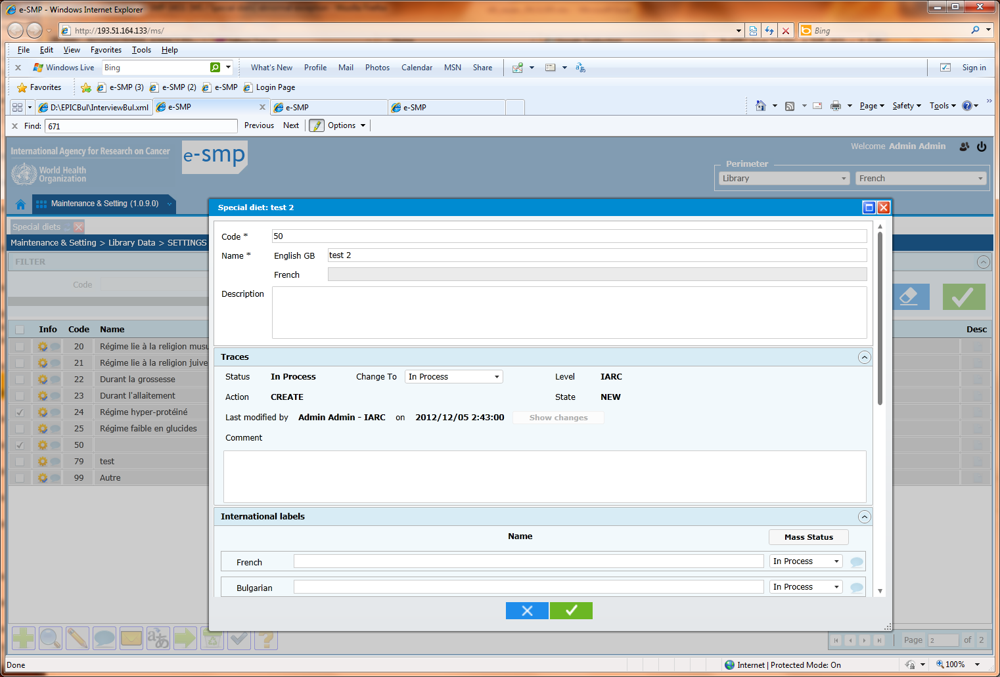 e-SMP - Windows Internet Explorer
http://193.51.164.133/ms/
Bing
File Edit View Favorites Tools Help
Windows Live Bing What's New Profile Mail Photos Calendar MSN Share Sign in
Favorites e-SMP (3) e-SMP (2) e-SMP Login Page
D:\EPICBul\InterviewBul.xml e-SMP e-SMP e-SMP Page Safety Tools
Find: 671 Previous Next Options
International Agency for Research on Cancer
World Health
Organization
e-smp
Welcome Admin Admin
Perimeter
Library French
Maintenance & Setting (1.0.9.0)
Special diets
Maintenance & Setting > Library Data > SETTINGS
FILTER
Code
Info Code Name Desc
20 Régime lie à la religion musu
21 Régime lie à la religion juive
22 Durant la grossesse
23 Durant l'allaitement
24 Régime hyper-protéiné
25 Régime faible en glucides
50
79 test
99 Autre
Special diet: test 2
Code * 50
Name * English GB test 2
French
Description
Traces
Status In Process Change To In Process Level IARC
Action CREATE State NEW
Last modified by Admin Admin - IARC on 2012/12/05 2:43:00 Show changes
Comment
International labels
Name Mass Status
French In Process
Bulgarian In Process
Page 2 of 2
Done Internet | Protected Mode: On 100%